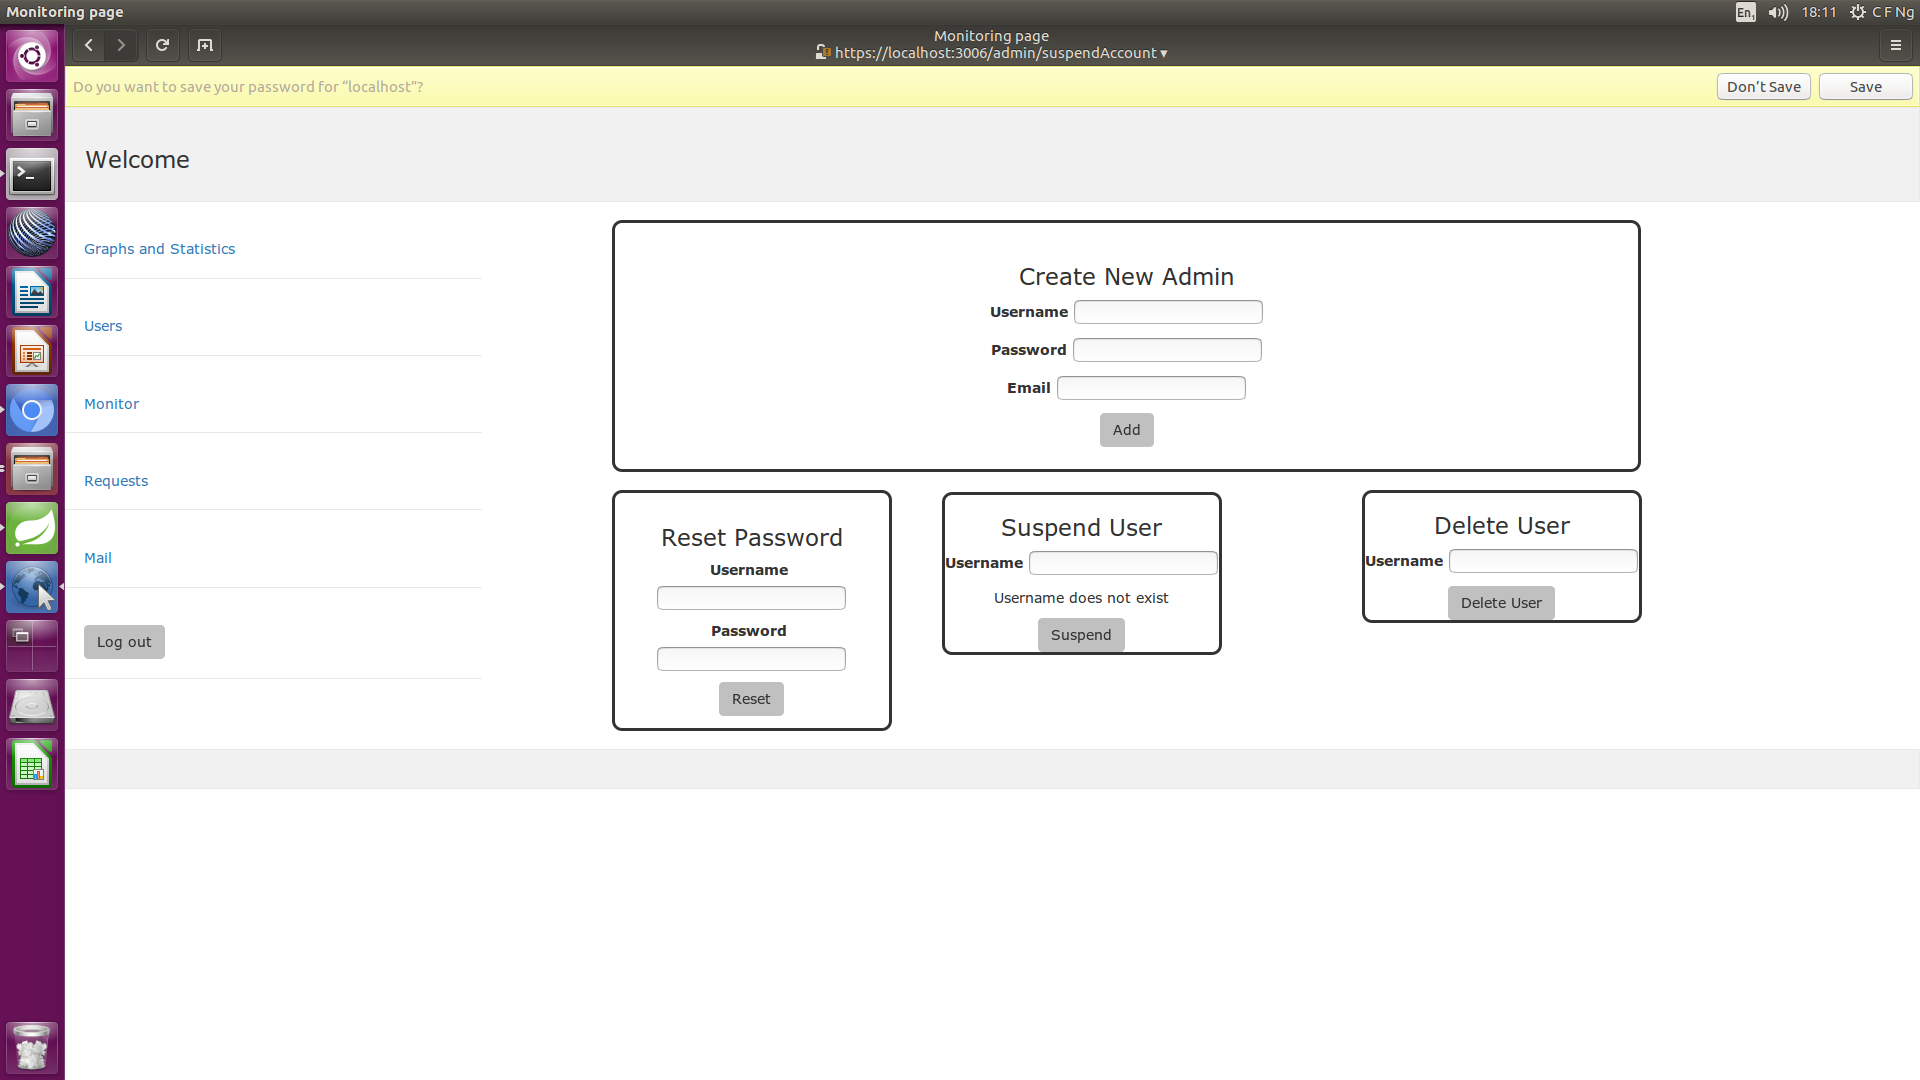 Monitoring page
En1
18:11
C F Ng
Monitoring page
https://localhost:3006/admin/suspendAccount ▾
Do you want to save your password for “localhost”?
Don’t Save
Save
Welcome
Graphs and Statistics
Users
Monitor
Requests
Mail
Log out
Create New Admin
Username
Password
Email
Add
Reset Password
Username
Password
Reset
Suspend User
Username
Username does not exist
Suspend
Delete User
Username
Delete User